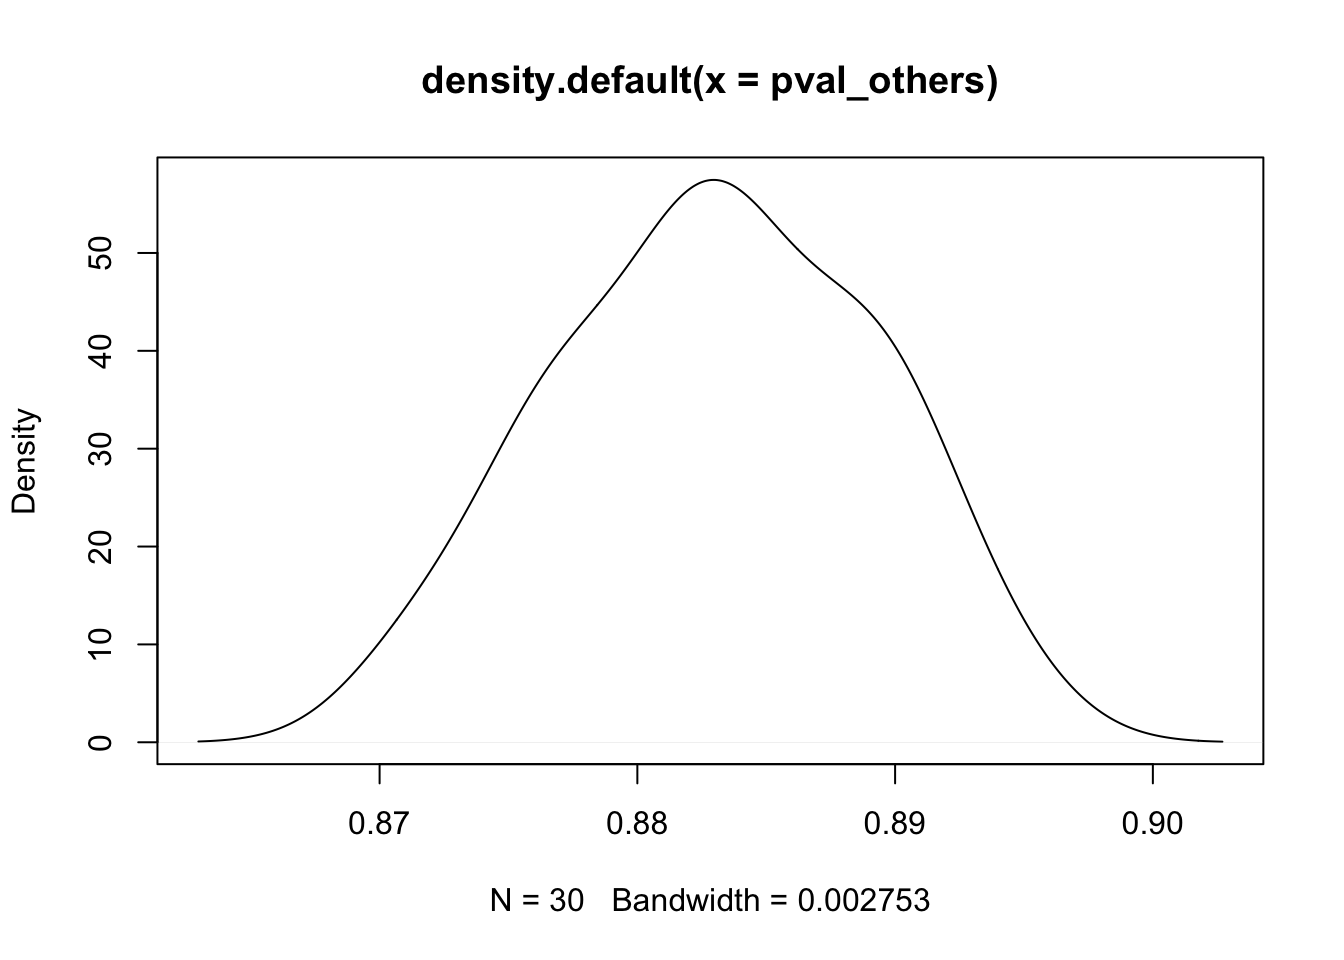 density.default(x = pval_others)
Density
50
40
30
20
10
0
0.87 0.88 0.89 0.90
N = 30 Bandwidth = 0.002753